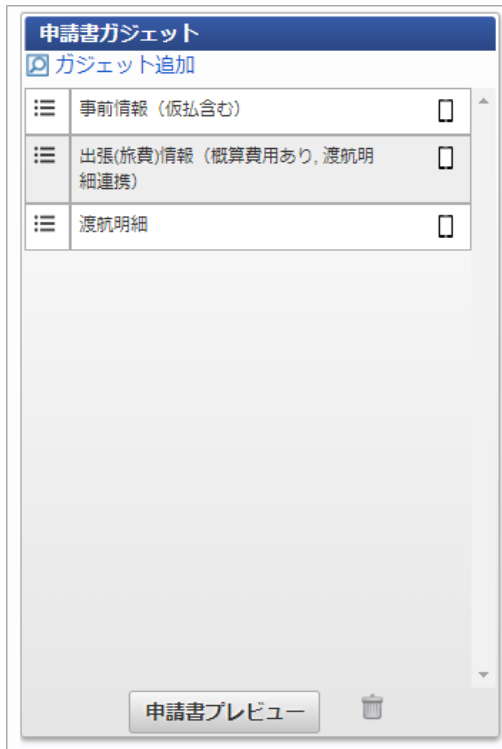 申請書ガジェット
ガジェット追加
事前情報（仮払含む）
出張(旅費)情報（概算費用あり, 渡航明
細連携）
渡航明細
申請書プレビュー